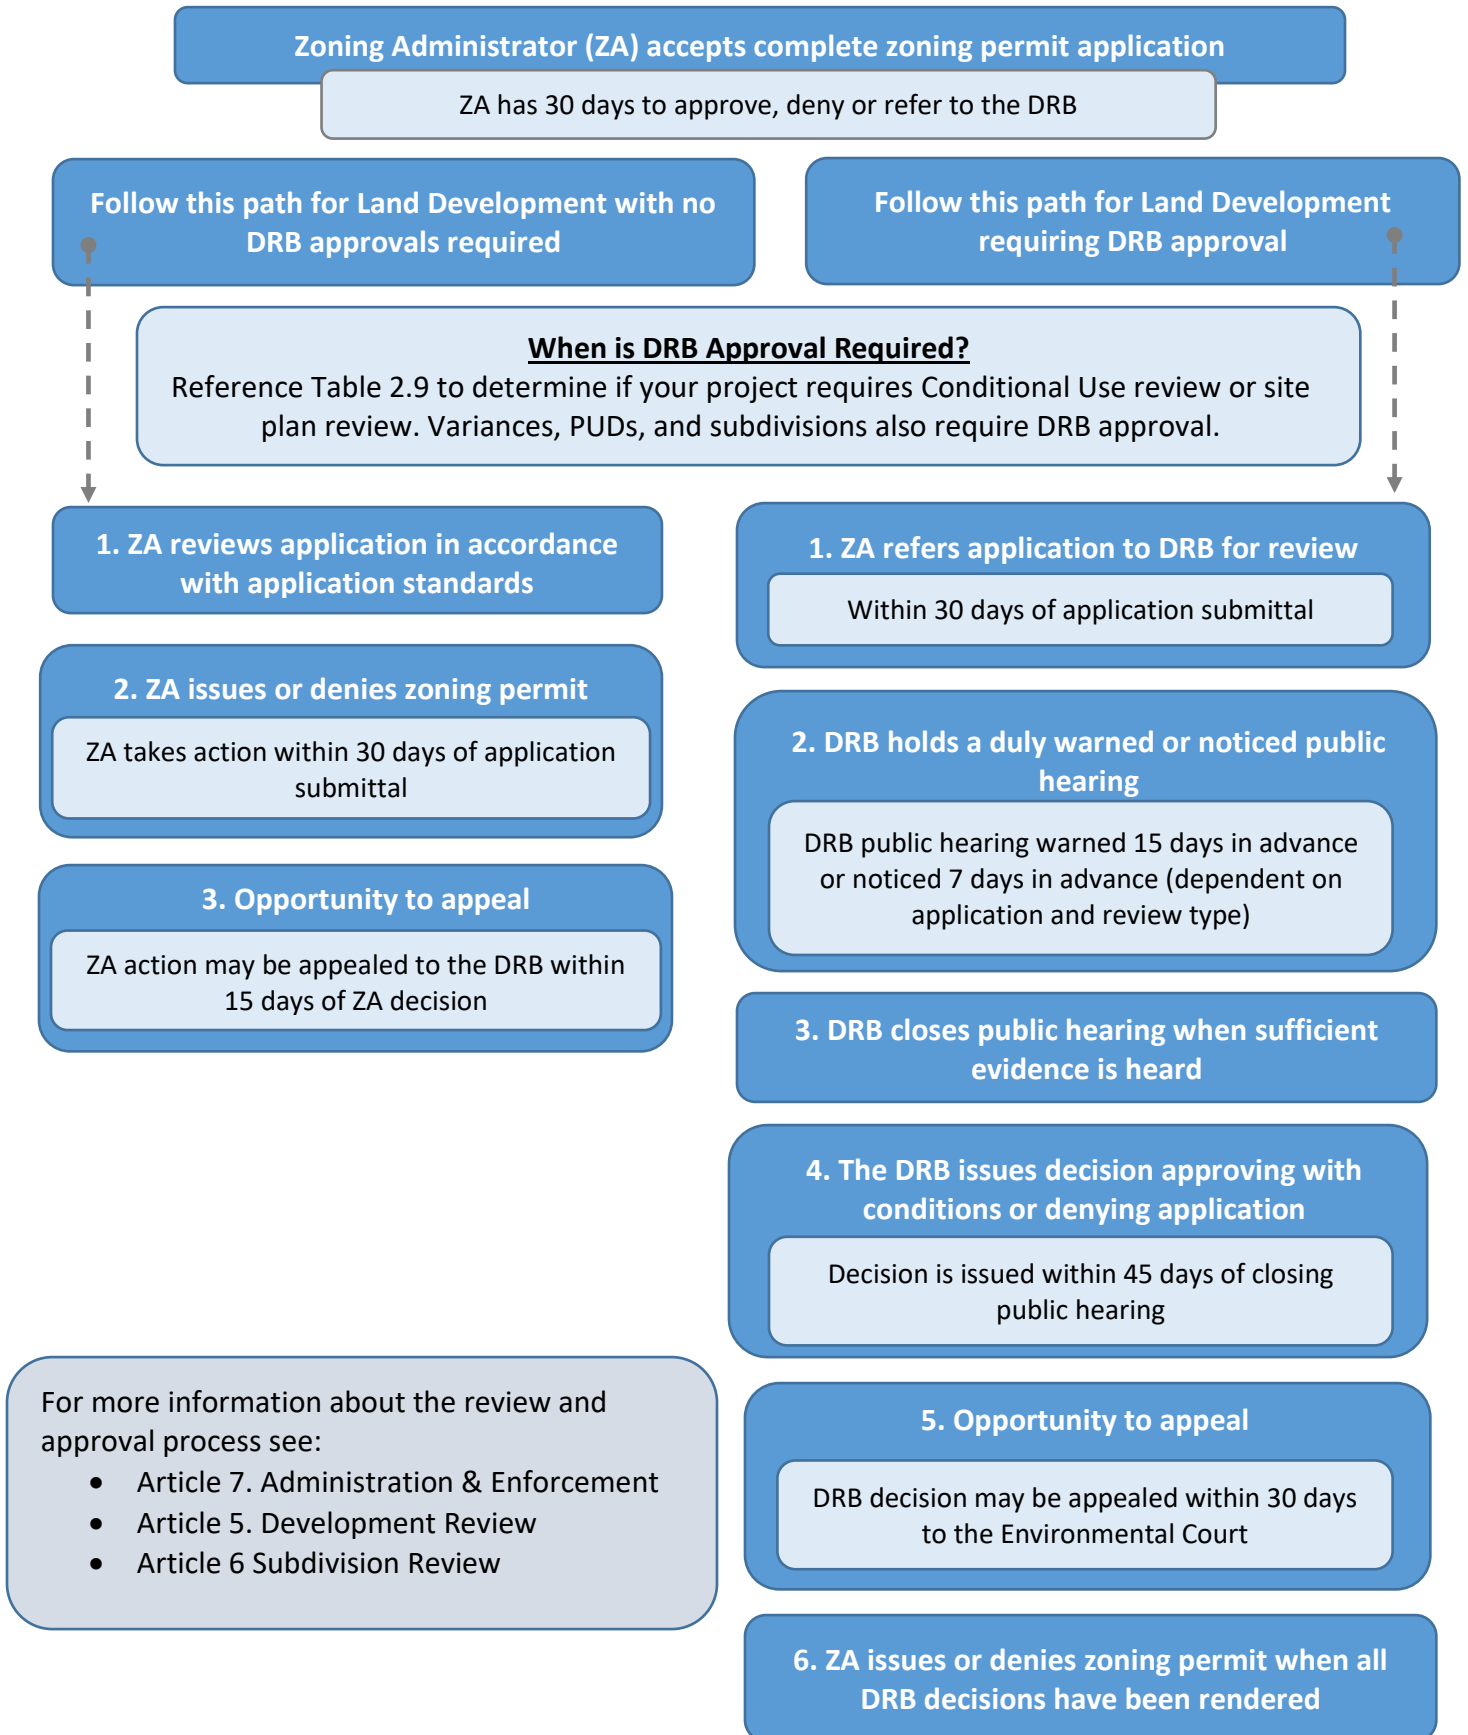 Zoning Administrator (ZA) accepts complete zoning permit application
ZA has 30 days to approve, deny or refer to the DRB
Follow this path for Land Development with no
DRB approvals required
Follow this path for Land Development
requiring DRB approval
When is DRB Approval Required?
Reference Table 2.9 to determine if your project requires Conditional Use review or site
plan review. Variances, PUDs, and subdivisions also require DRB approval.
1. ZA reviews application in accordance
with application standards
2. ZA issues or denies zoning permit
ZA takes action within 30 days of application
submittal
3. Opportunity to appeal
ZA action may be appealed to the DRB within
15 days of ZA decision
1. ZA refers application to DRB for review
Within 30 days of application submittal
2. DRB holds a duly warned or noticed public
hearing
DRB public hearing warned 15 days in advance
or noticed 7 days in advance (dependent on
application and review type)
3. DRB closes public hearing when sufficient
evidence is heard
4. The DRB issues decision approving with
conditions or denying application
Decision is issued within 45 days of closing
public hearing
5. Opportunity to appeal
DRB decision may be appealed within 30 days
to the Environmental Court
6. ZA issues or denies zoning permit when all
DRB decisions have been rendered
For more information about the review and
approval process see:
• Article 7. Administration & Enforcement
• Article 5. Development Review
• Article 6 Subdivision Review